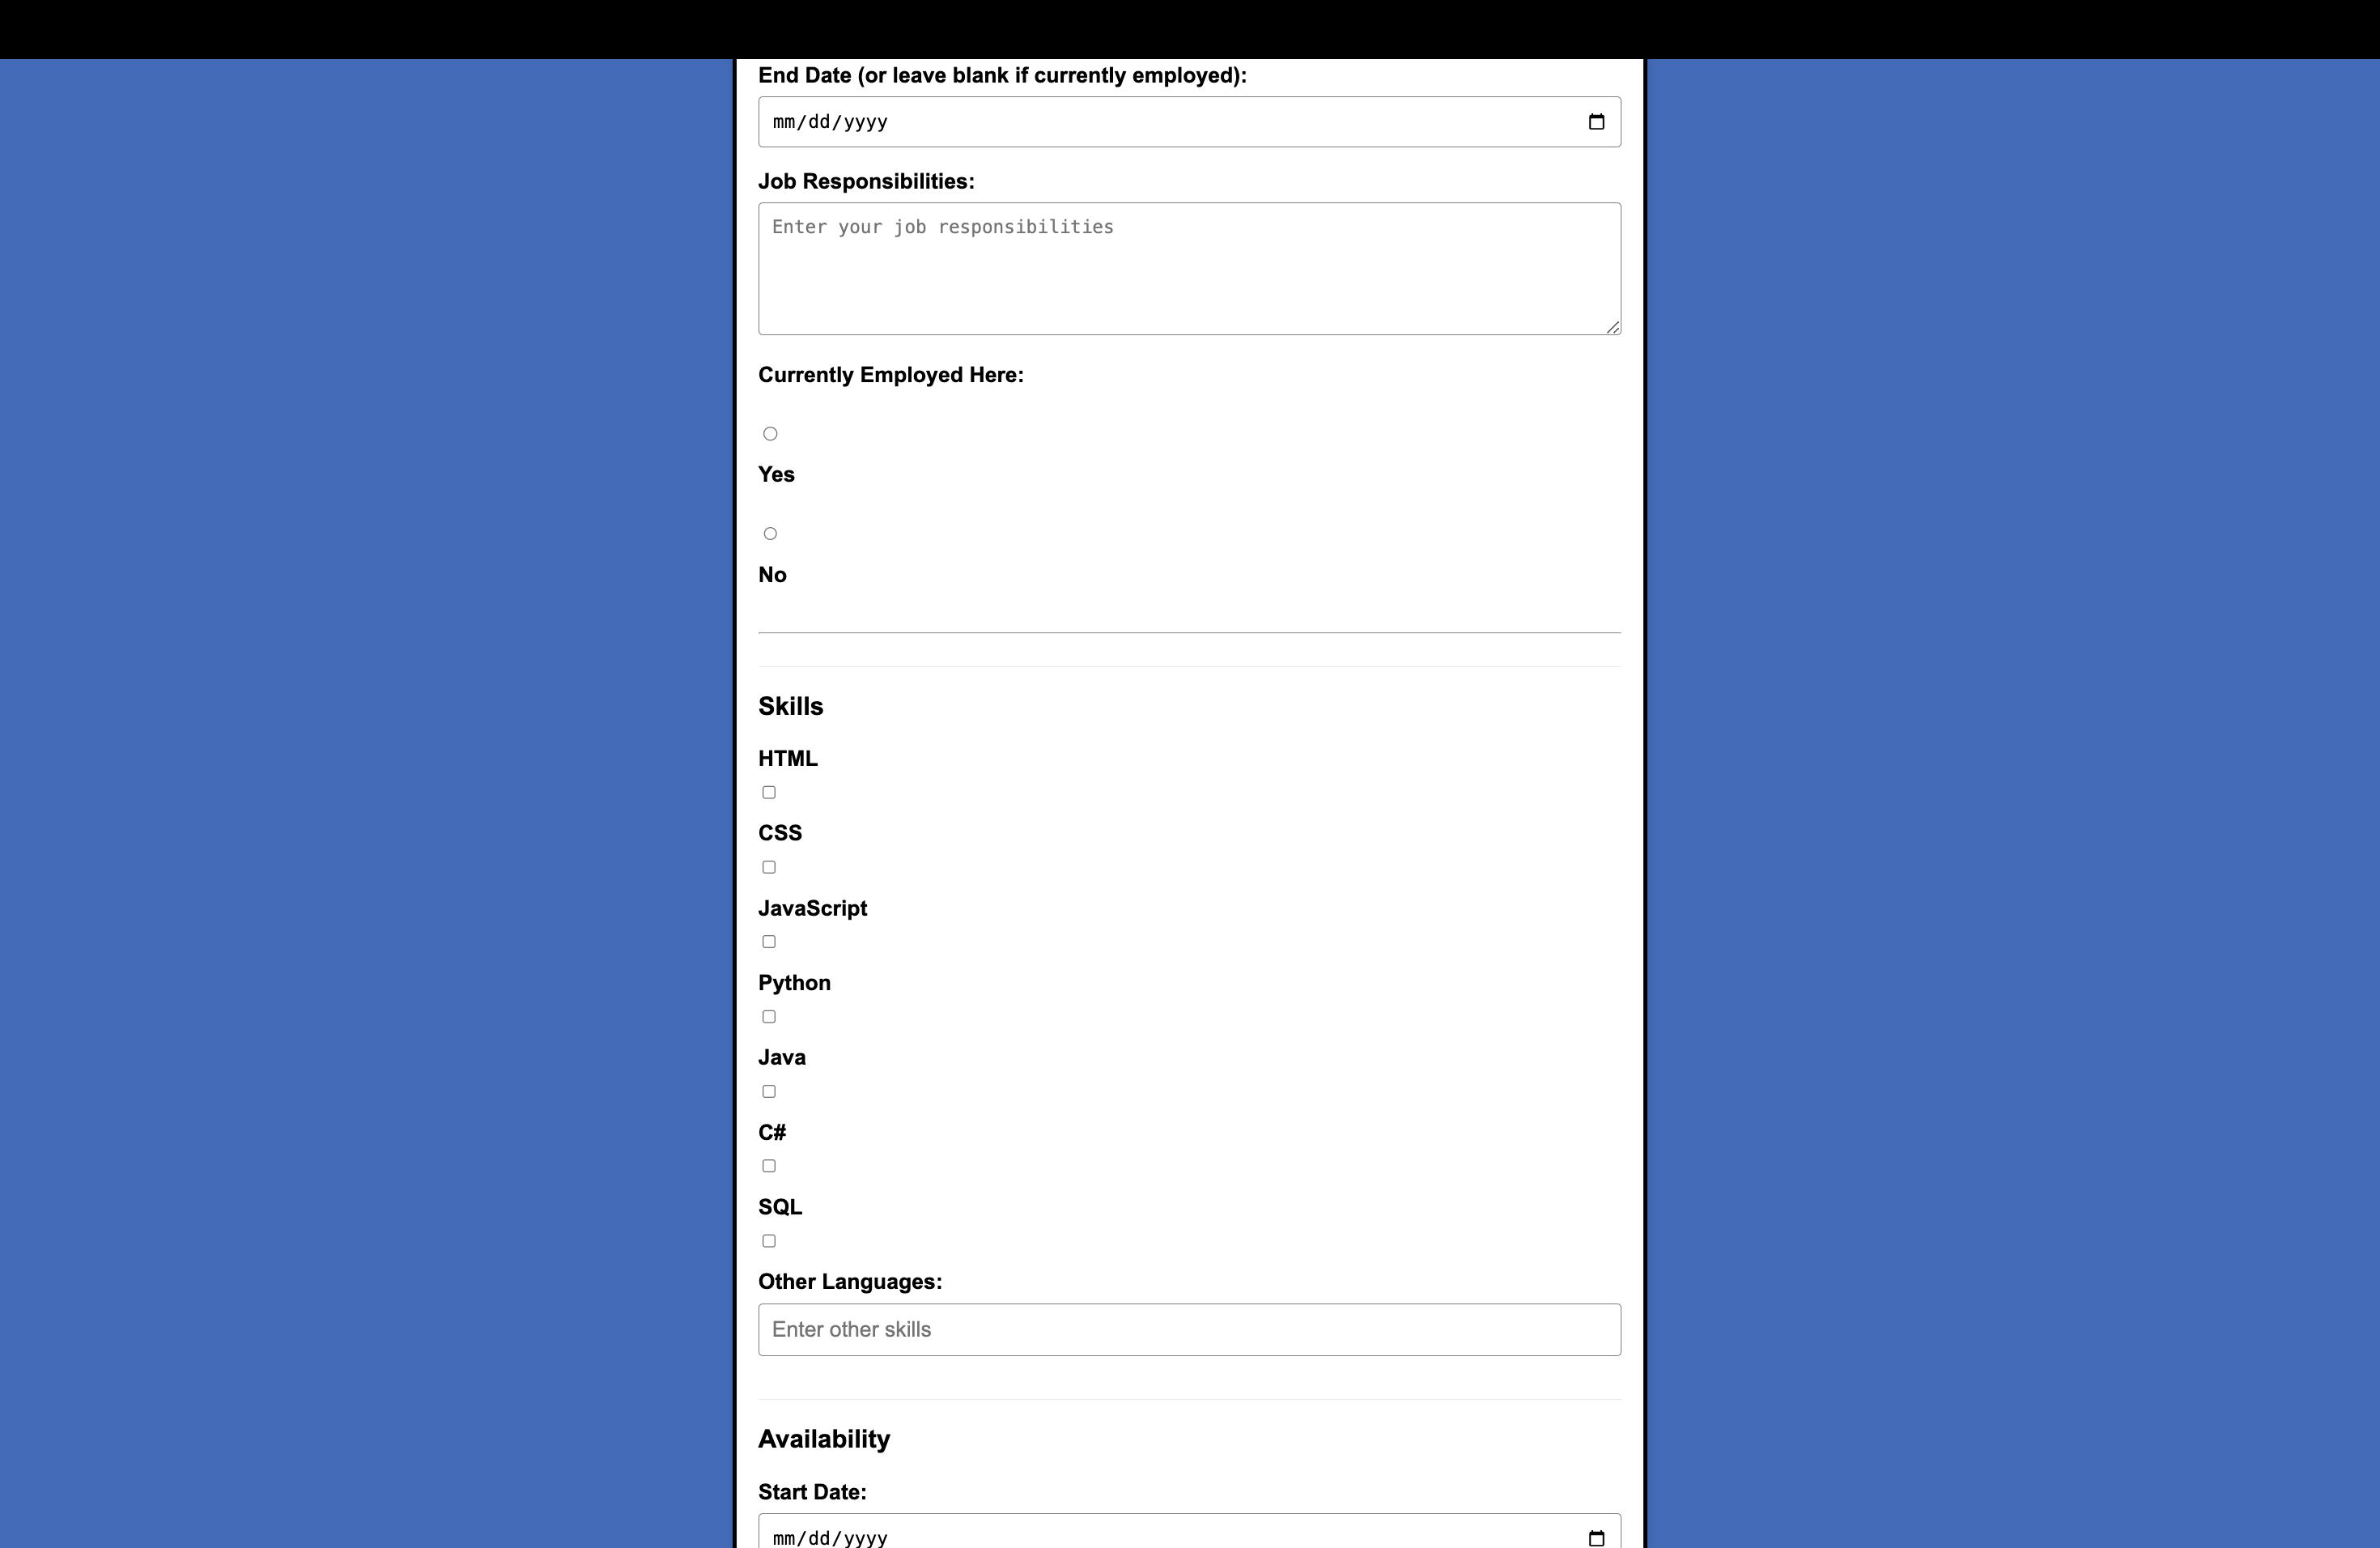 End Date (or leave blank if currently employed):
mm/dd/yyyy
Job Responsibilities:
Enter your job responsibilities
Currently Employed Here:
Yes
No
Skills
HTML
CSS
JavaScript
Python
Java
C#
SQL
Other Languages:
Enter other skills
Availability
Start Date:
mm/dd/yyyy